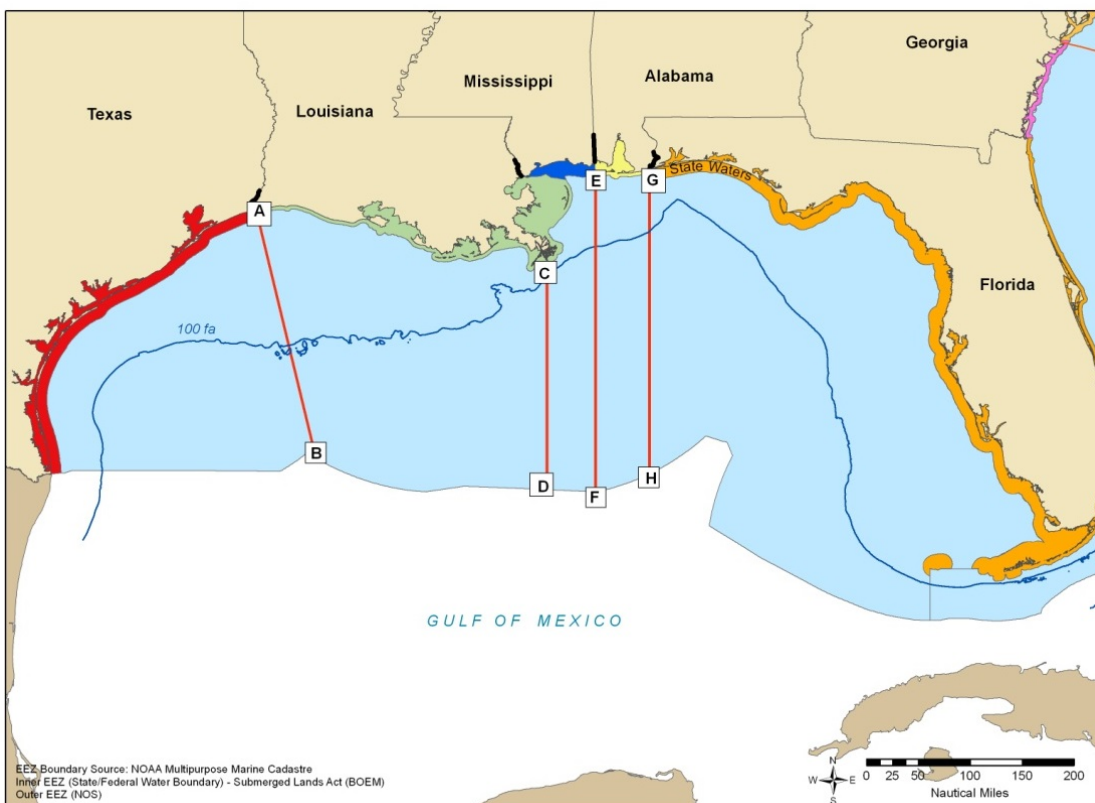 Georgia
Alabama
Mississippi
Louisiana
Texas
State Waters
E
G
A
C
Florida
100 fa
B
H
D
F
GULF OF MEXICO
EEZ Boundary Source: NOAA Multipurpose Marine Cadastre
Inner EEZ (State/Federal Water Boundary) - Submerged Lands Act (BOEM)
Outer EEZ (NOS)
N
W E
S
0 25 50 100 150 200
Nautical Miles